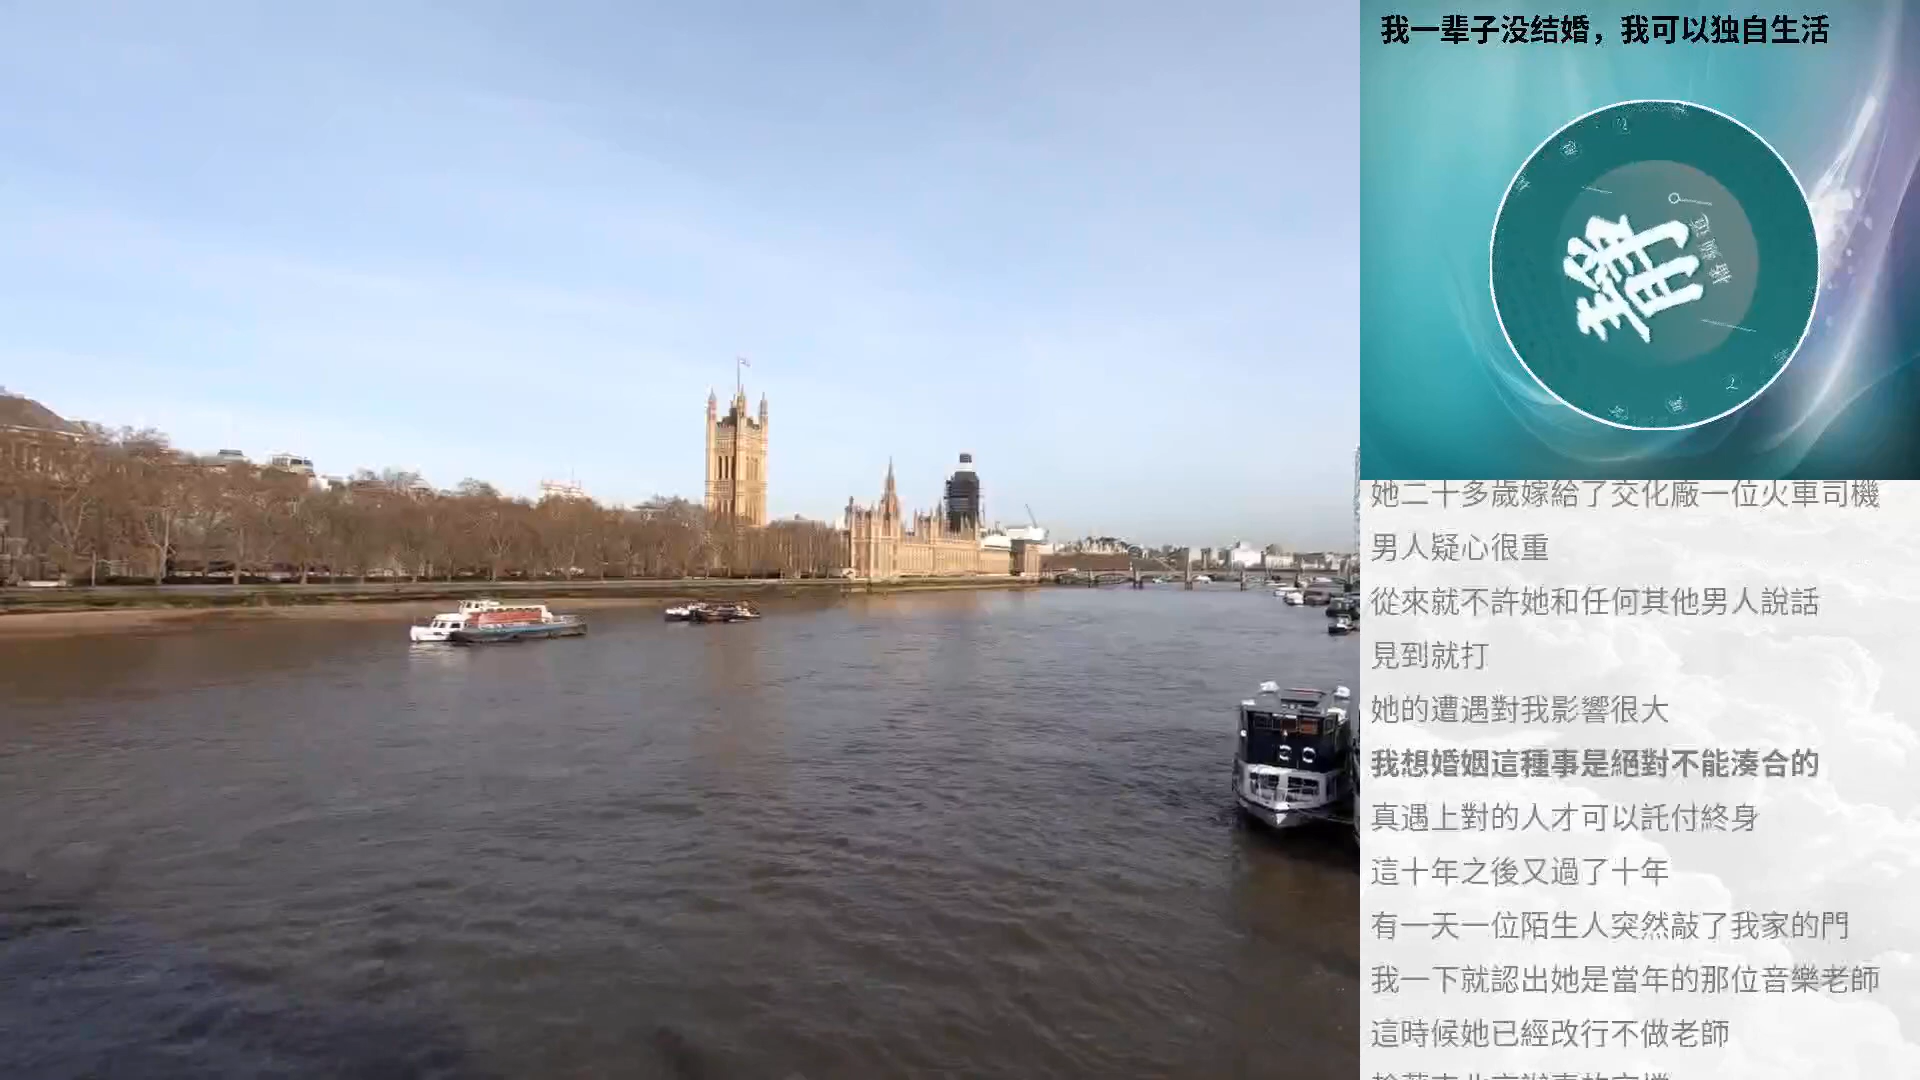 我一辈子没结婚，我可以独自生活
她二十多歲嫁給了交化廠一位火車司機
男人疑心很重
從來就不許她和任何其他男人說話
見到就打
她的遭遇對我影響很大
我想婚姻這種事是絕對不能湊合的
真遇上對的人才可以託付終身
這十年之後又過了十年
有一天一位陌生人突然敲了我家的門
我一下就認出她是當年的那位音樂老師
這時候她已經改行不做老師